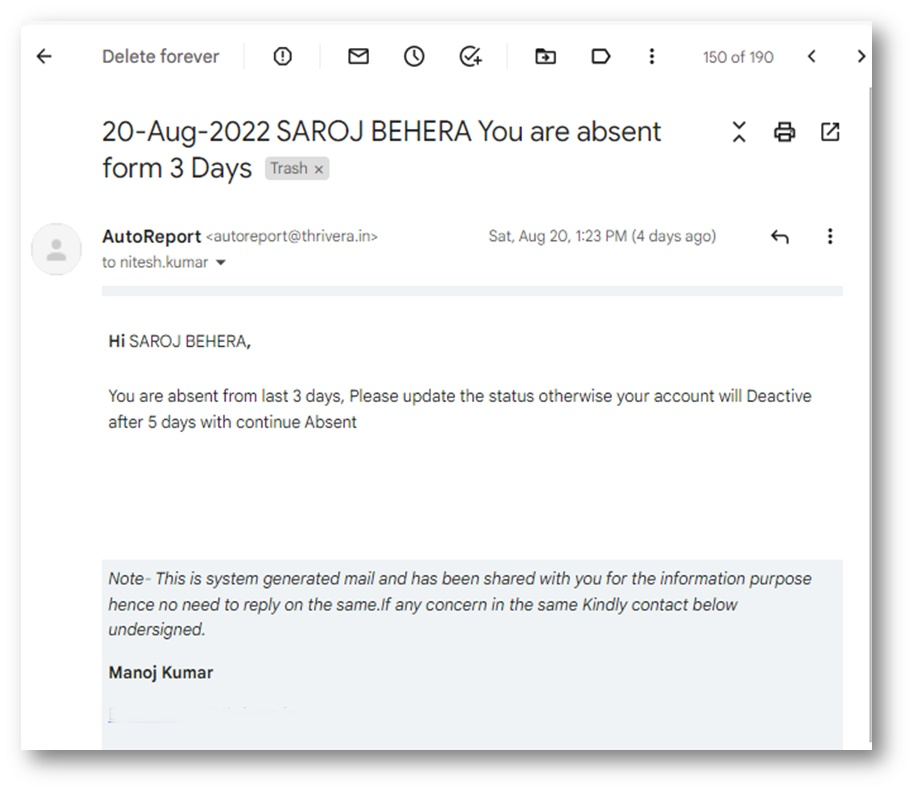 Delete forever
150 of 190
20-Aug-2022 SAROJ BEHERA You are absent
form 3 Days Trash ×
AutoReport <autoreport@thrivera.in>
Sat, Aug 20, 1:23 PM (4 days ago)
to nitesh.kumar
Hi SAROJ BEHERA,
You are absent from last 3 days, Please update the status otherwise your account will Deactive
after 5 days with continue Absent
Note- This is system generated mail and has been shared with you for the information purpose
hence no need to reply on the same.If any concern in the same Kindly contact below
undersigned.
Manoj Kumar